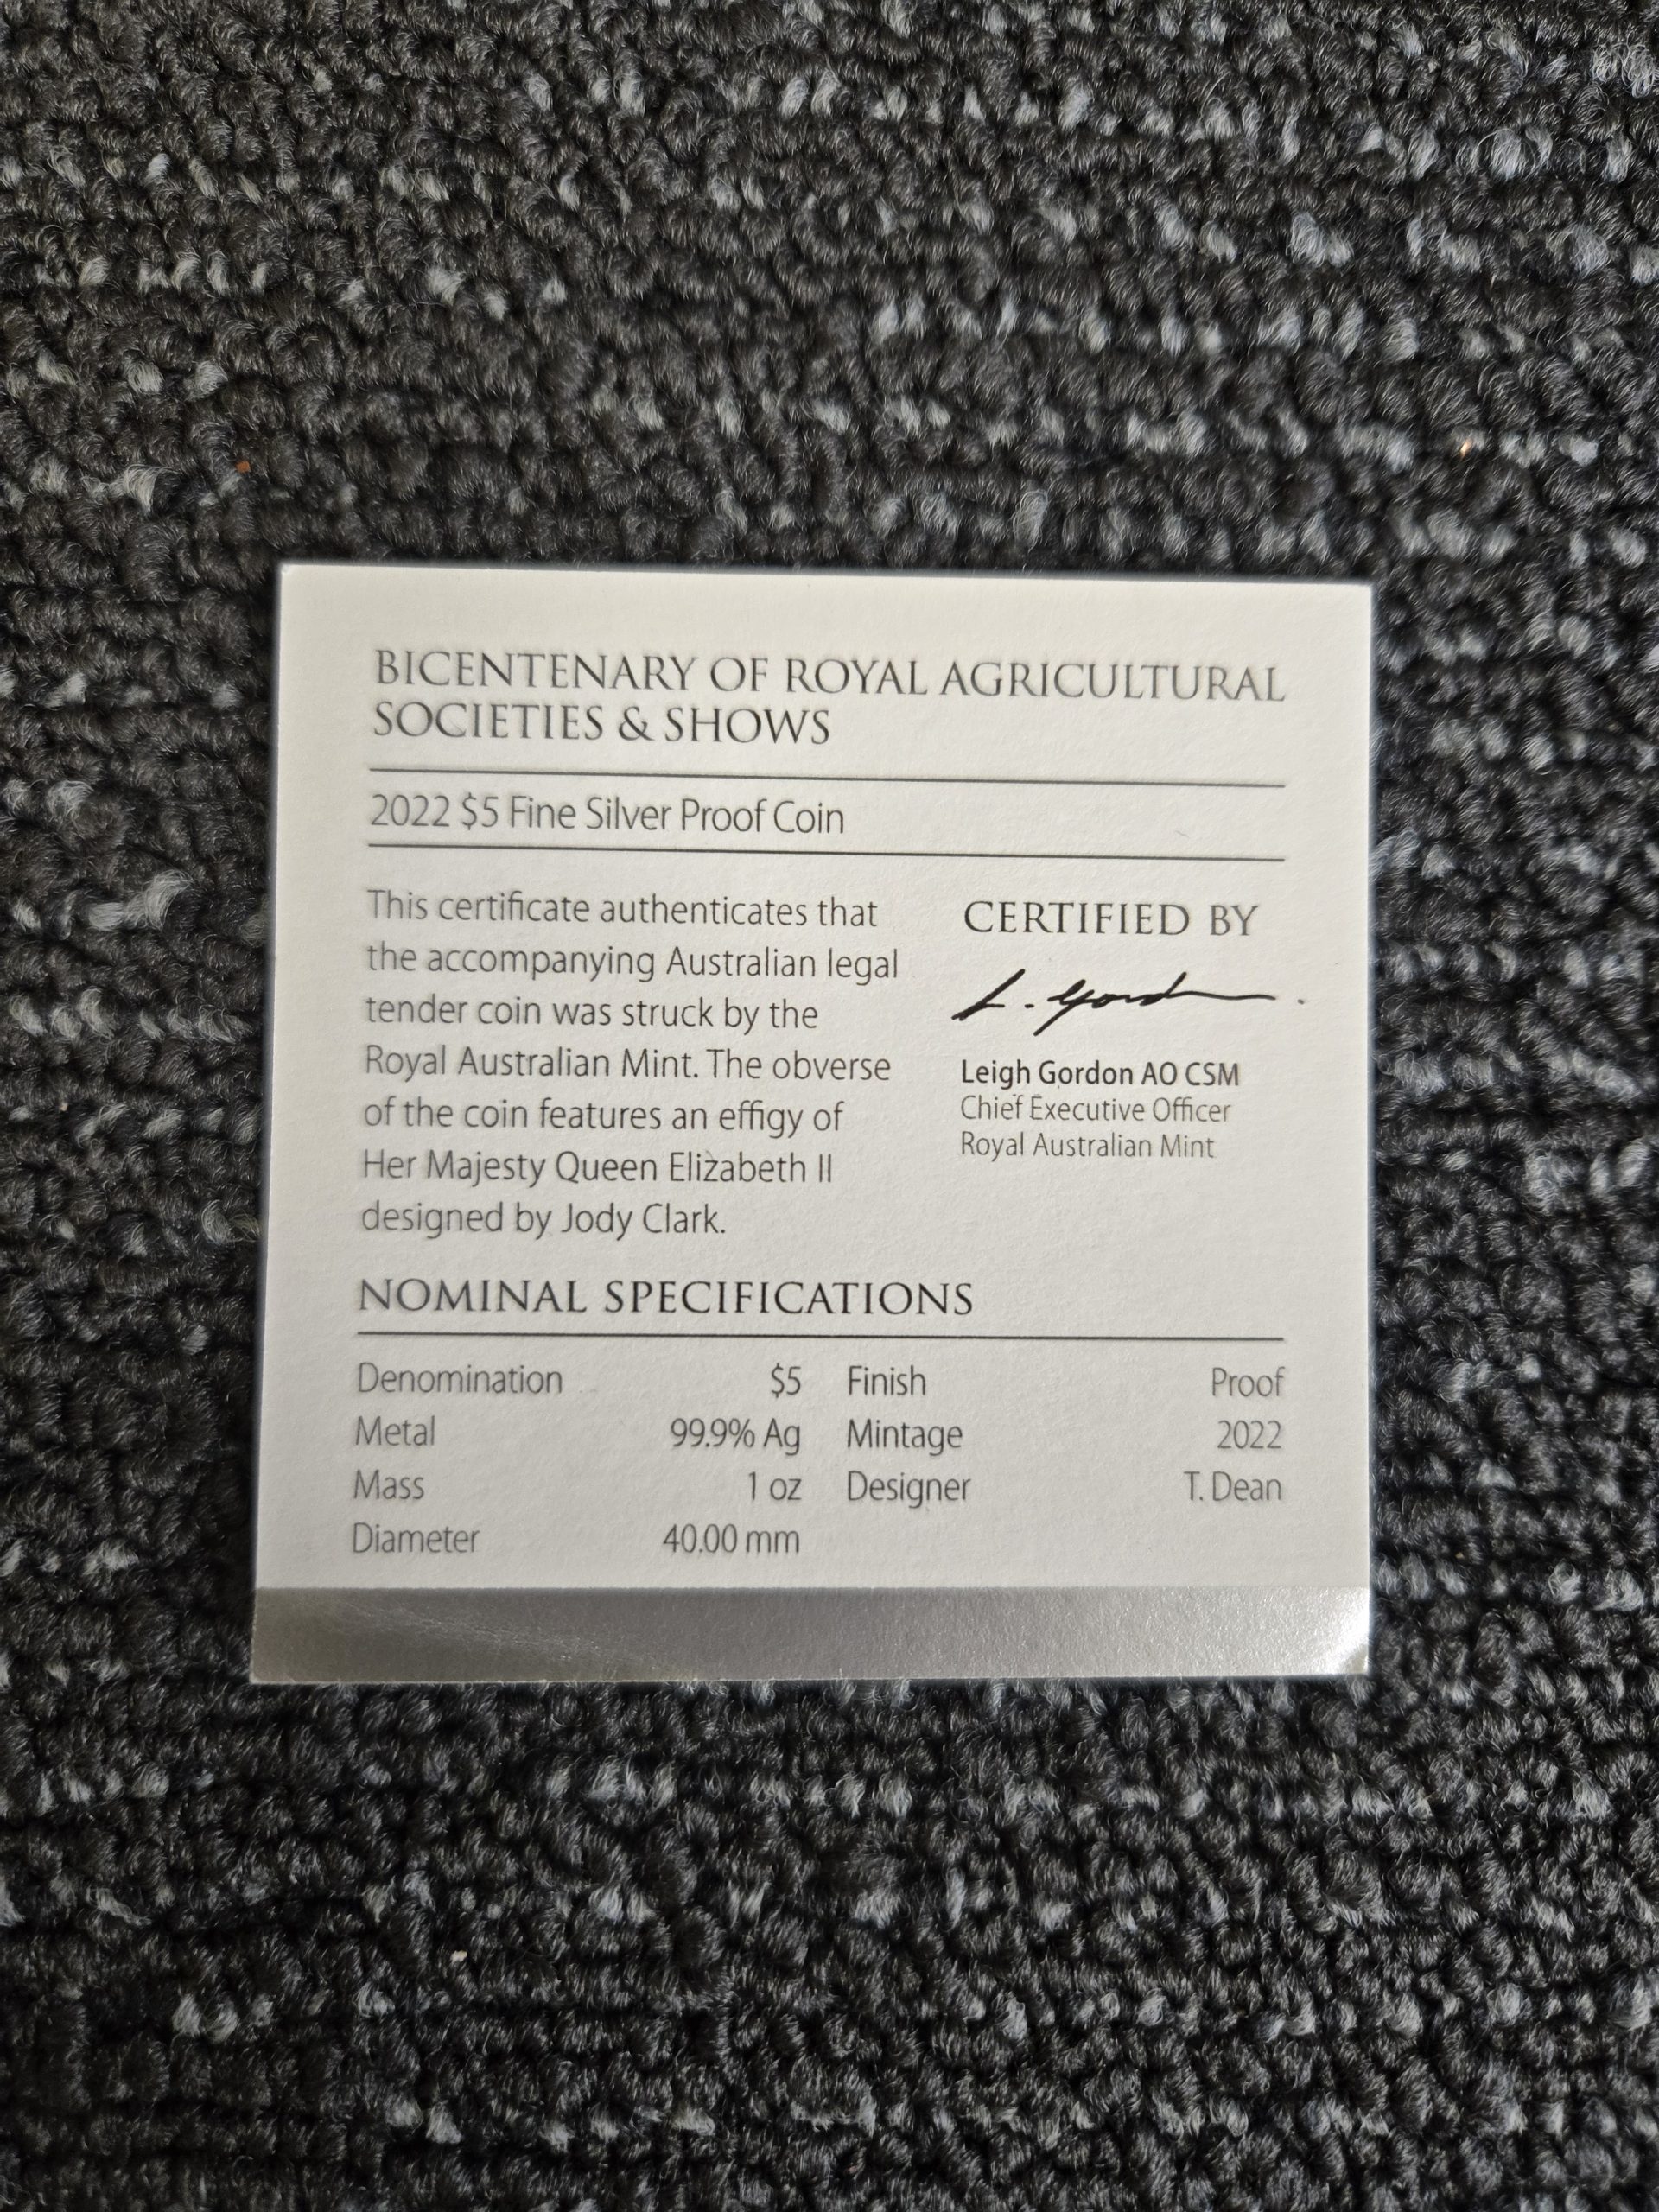 BICENTENARY OF ROYAL AGRICULTURAL
SOCIETIES & SHOWS
2022 $5 Fine Silver Proof Coin
This certificate authenticates that
the accompanying Australian legal
tender coin was struck by the
Royal Australian Mint. The obverse
of the coin features an effigy of
Her Majesty Queen Elizabeth II
designed by Jody Clark.
CERTIFIED BY
L. Gordon
Leigh Gordon AO CSM
Chief Executive Officer
Royal Australian Mint
NOMINAL SPECIFICATIONS
Denomination $5 Finish Proof
Metal 99.9% Ag Mintage 2022
Mass 1 oz Designer T. Dean
Diameter 40.00 mm